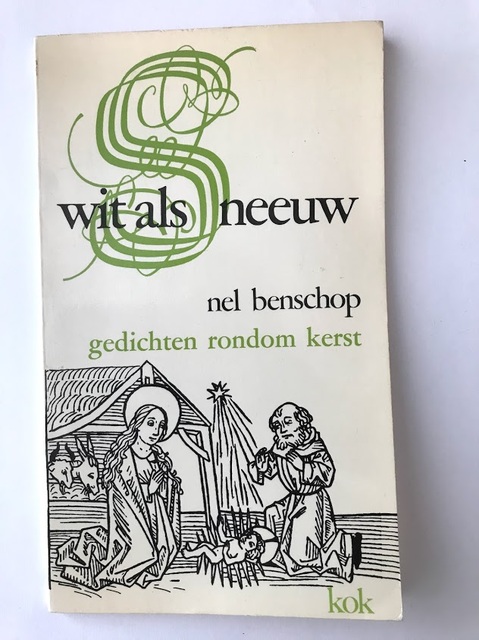 wit als Sneeuw
nel benschop
gedichten rondom kerst
kok